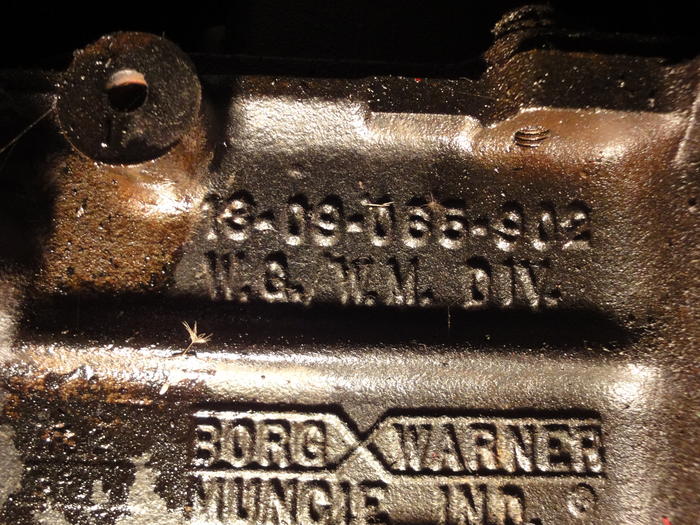 13-09-065-902
W.G./W.M. DIV.
BORG WARNER
MUNCIE, IND.